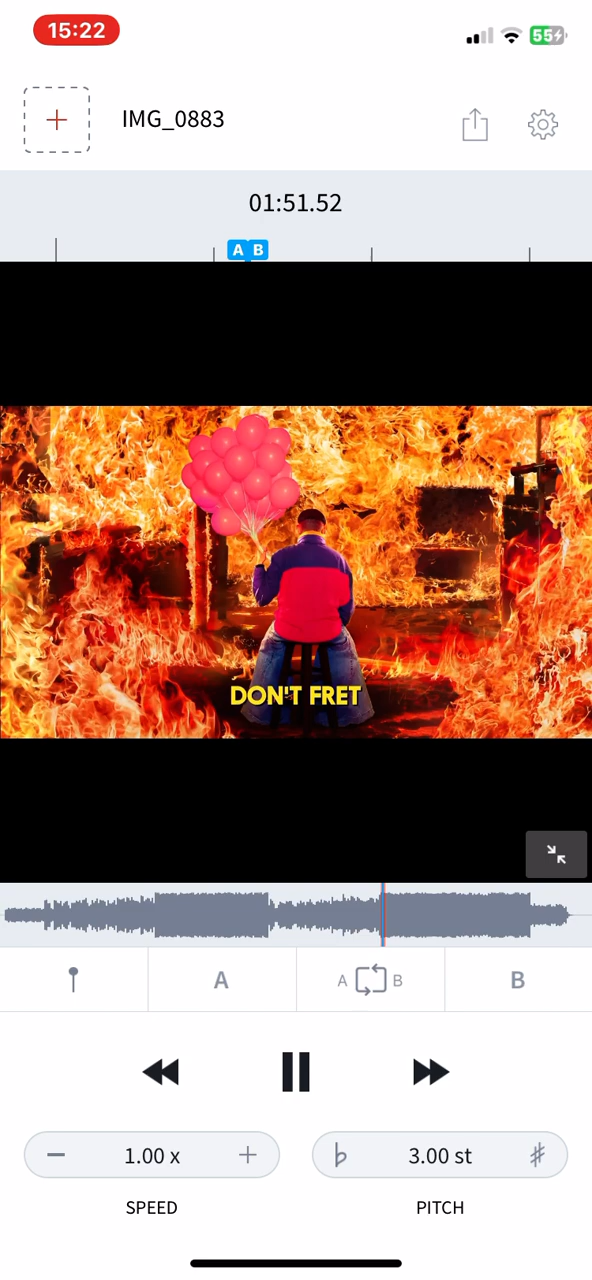 15:22
55
IMG_0883
01:51.52
A B
DON'T FRET
A
A B
B
1.00 x
♭ 3.00 st ♯
SPEED
PITCH